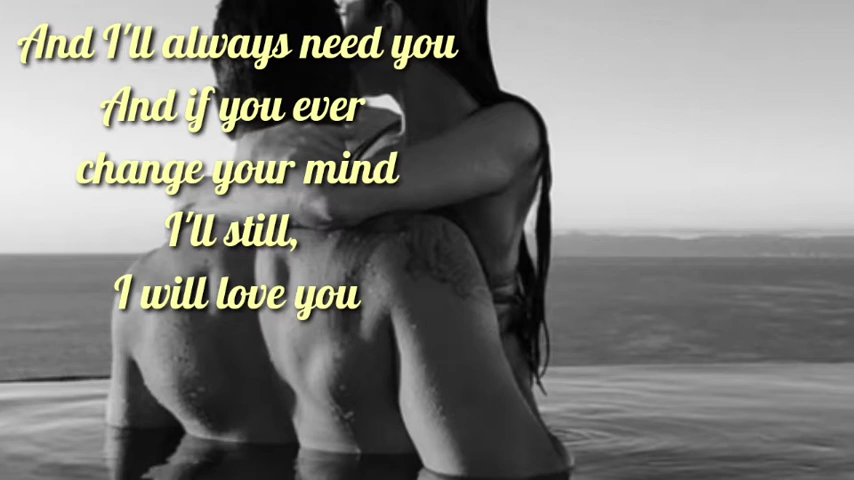 And I'll always need you
And if you ever
change your mind
I'll still,
I will love you